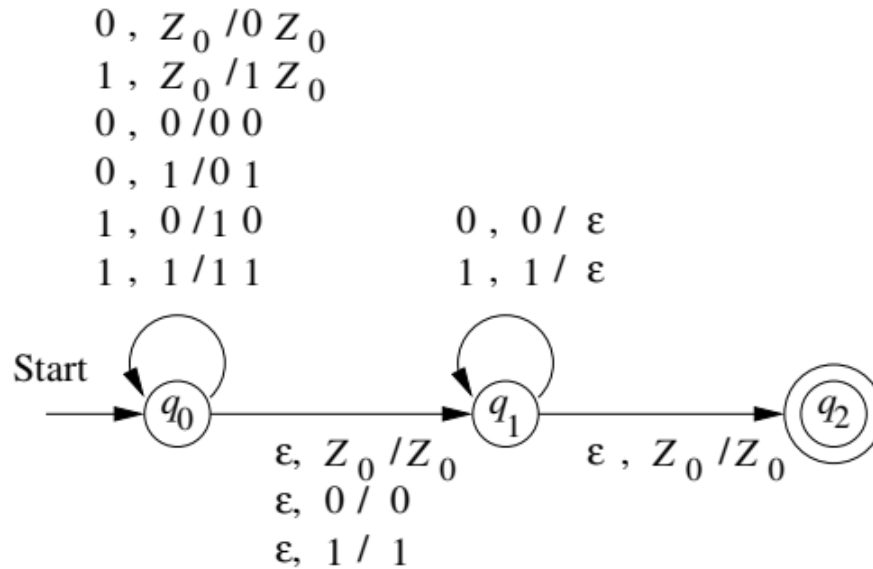 0 , Z₀ /0 Z₀
1 , Z₀ /1 Z₀
0 , 0 /0 0
0 , 1 /0 1
1 , 0 /1 0
1 , 1 /1 1
0 , 0 / ε
1 , 1 / ε
Start
q₀
q₁
q₂
ε, Z₀ /Z₀
ε, 0 / 0
ε, 1 / 1
ε , Z₀ /Z₀